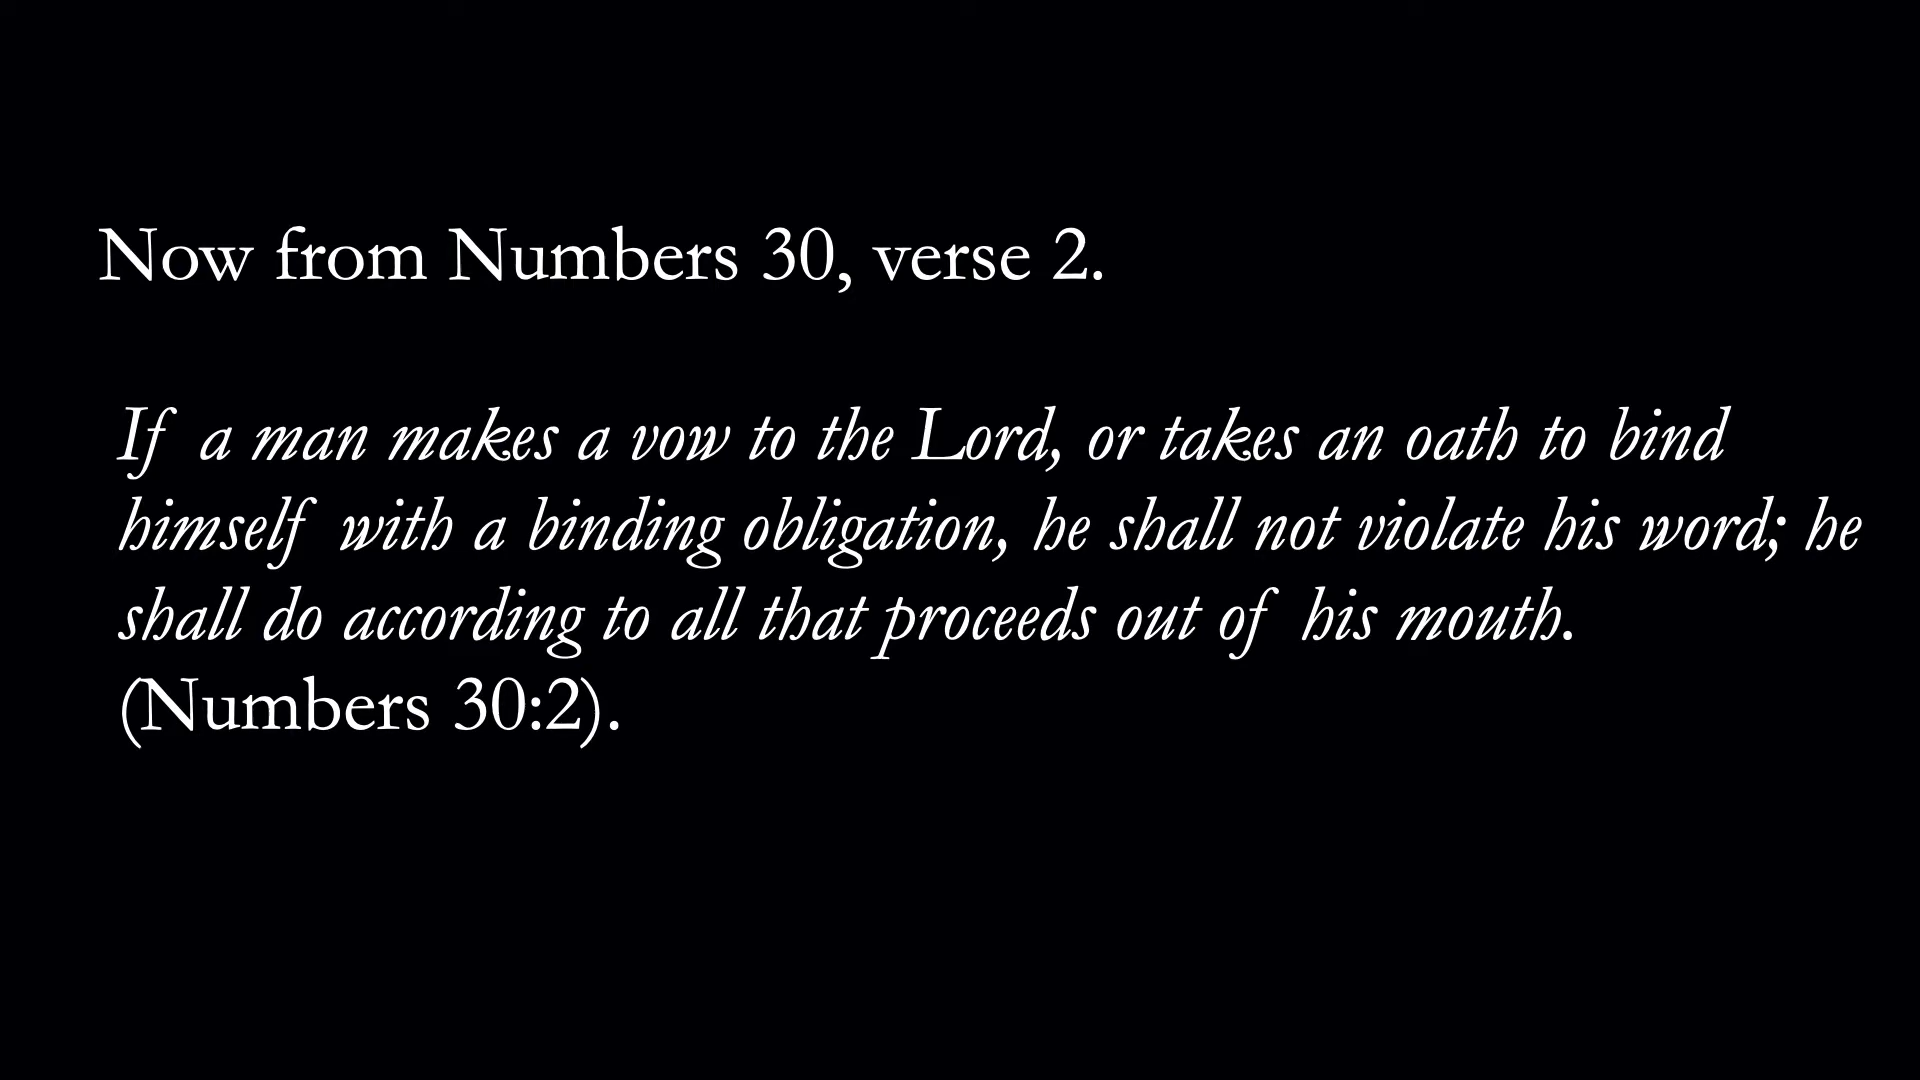 Now from Numbers 30, verse 2.
If a man makes a vow to the Lord, or takes an oath to bind
himself with a binding obligation, he shall not violate his word; he
shall do according to all that proceeds out of his mouth.
(Numbers 30:2).